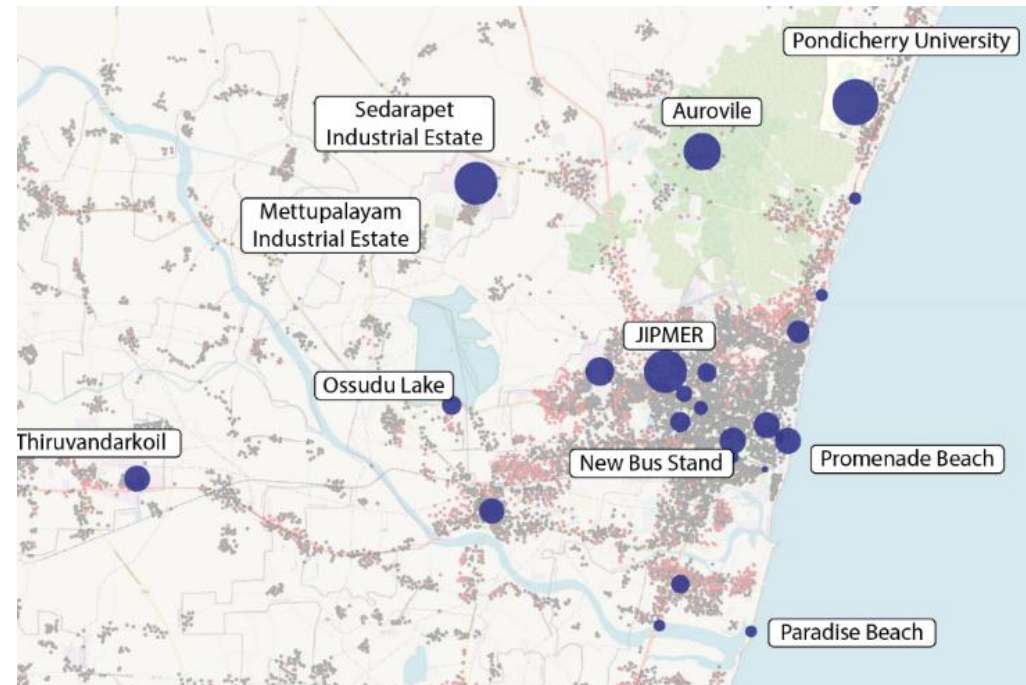 Pondicherry University
Sedarapet
Industrial Estate
Aurovile
Mettupalayam
Industrial Estate
JIPMER
Ossudu Lake
Thiruvandarkoil
New Bus Stand
Promenade Beach
Paradise Beach